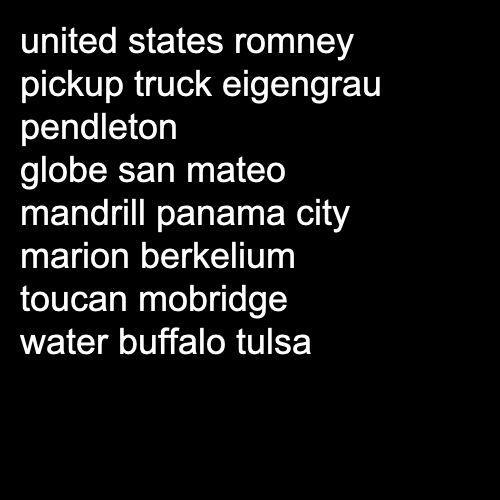 united states romney
pickup truck eigengrau
pendleton
globe san mateo
mandrill panama city
marion berkelium
toucan mobridge
water buffalo tulsa